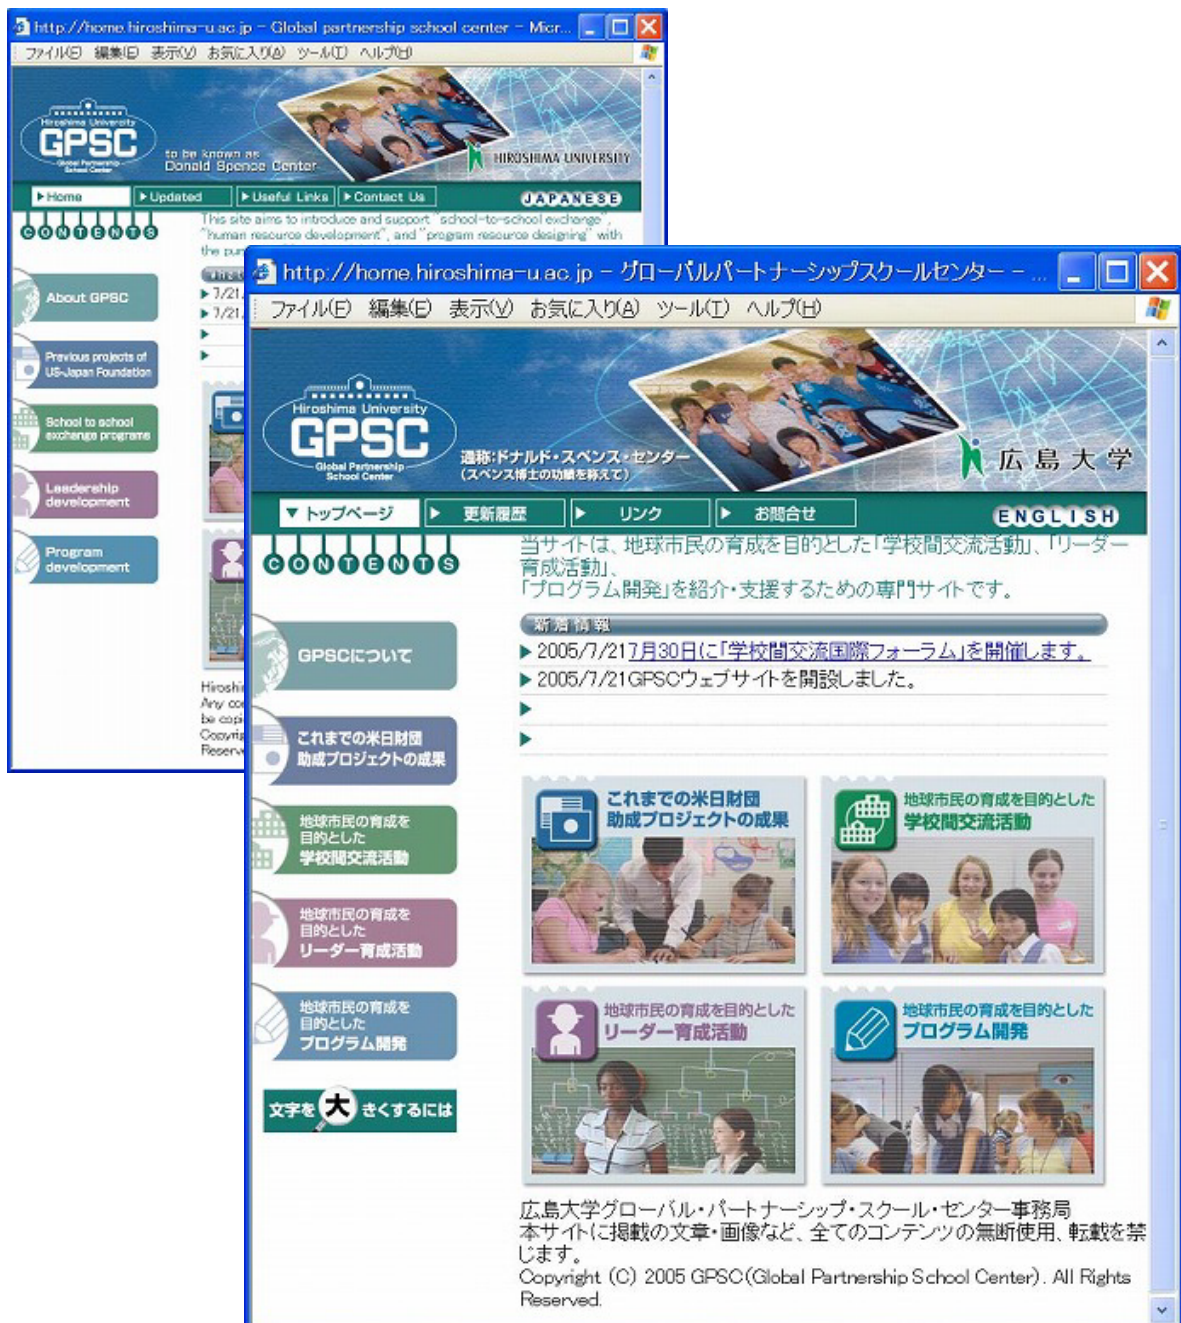 http://home.hiroshima-u.ac.jp - Global partnership school center - Micr...
ファイル(F) 編集(E) 表示(V) お気に入り(A) ツール(T) ヘルプ(H)
Hiroshima University
GPSC
Global Partnership
School Center
to be known as
Donald Spence Center
HIROSHIMA UNIVERSITY
Home
Updated
Useful Links
Contact Us
JAPANESE
CONTENTS
This site aims to introduce and support "school-to-school exchange",
"human resource development", and "program resource designing" with
the
7/21
7/21
About GPSC
Previous projects of
US-Japan Foundation
School to school
exchange programs
Leadership
development
Program
development
Any
be
http://home.hiroshima-u.ac.jp - グローバルパートナーシップスクールセンター - ...
ファイル(F) 編集(E) 表示(V) お気に入り(A) ツール(T) ヘルプ(H)
Hiroshima University
GPSC
Global Partnership
School Center
通称:ドナルド・スペンス・センター
(スペンス博士の功績を称えて)
広島大学
トップページ
更新履歴
リンク
お問合せ
ENGLISH
CONTENTS
当サイトは、地球市民の育成を目的とした「学校間交流活動」、「リーダー
育成活動」、
「プログラム開発」を紹介・支援するための専門サイトです。
新着情報
2005/7/217月30日に「学校間交流国際フォーラム」を開催します。
2005/7/21GPSCウェブサイトを開設しました。
GPSCについて
これまでの米日財団
助成プロジェクトの成果
地球市民の育成を
目的とした
学校間交流活動
地球市民の育成を
目的とした
リーダー育成活動
地球市民の育成を
目的とした
プログラム開発
文字を大きくするには
これまでの米日財団
助成プロジェクトの成果
地球市民の育成を目的とした
学校間交流活動
地球市民の育成を目的とした
リーダー育成活動
地球市民の育成を目的とした
プログラム開発
広島大学グローバル・パートナーシップ・スクール・センター事務局
本サイトに掲載の文章・画像など、全てのコンテンツの無断使用、転載を禁
じます。
Copyright (C) 2005 GPSC(Global Partnership School Center). All Rights
Reserved.